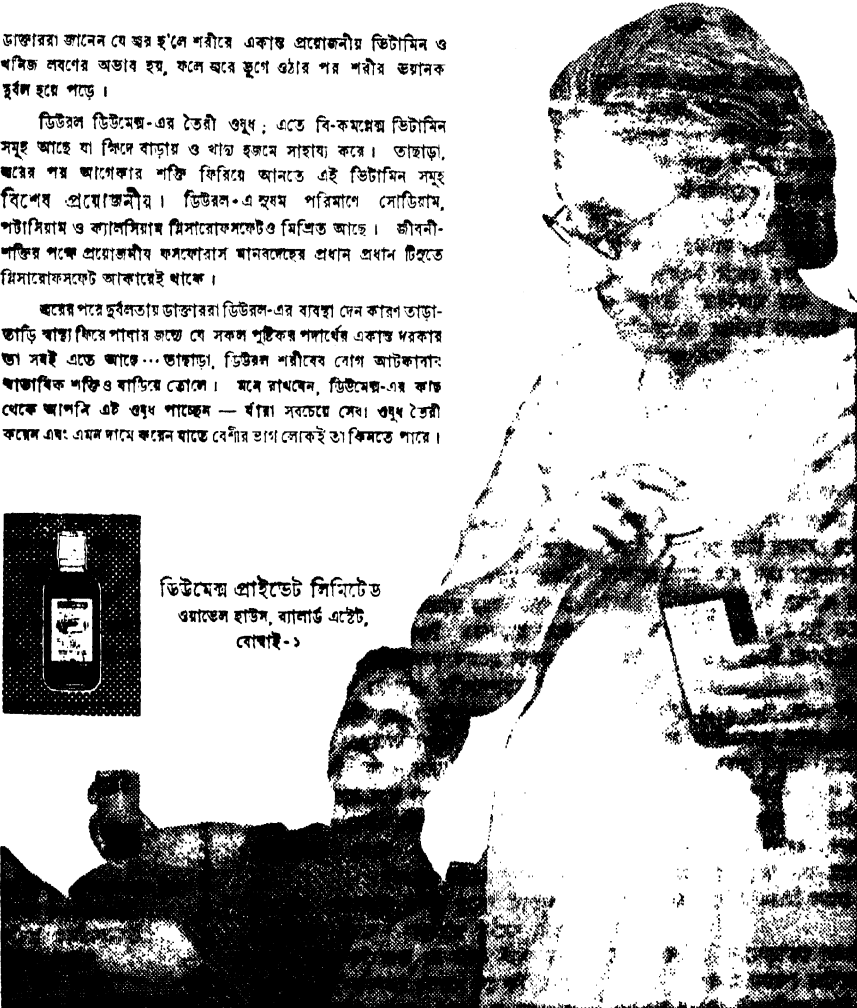 ডাক্তাররা জানেন যে জ্বর হ'লে শরীরে একান্ত প্রয়োজনীয় ভিটামিন ও
খনিজ লবণের অভাব হয়, ফলে জ্বরে ভুগে ওঠার পর শরীর ভয়ানক
দুর্বল হয়ে পড়ে ।
ডিউরল ডিউমেক্স-এর তৈরী ওষুধ ; এতে বি-কমপ্লেক্স ভিটামিন
সমূহ আছে যা ক্ষিদে বাড়ায় ও খাদ্য হজমে সাহায্য করে । তাছাড়া,
জ্বরের পর আগেকার শক্তি ফিরিয়ে আনতে এই ভিটামিন সমূহ
বিশেষ প্রয়োজনীয় । ডিউরল-এ সুষম পরিমাণে সোডিয়াম,
পটাসিয়াম ও ক্যালসিয়াম গ্লিসারোফসফেটও মিশ্রিত আছে । জীবনী-
শক্তির পক্ষে প্রয়োজনীয় ফসফোরাস মানবদেহের প্রধান প্রধান টিসুতে
গ্লিসারোফসফেট আকারেই থাকে ।
জ্বরের পরে দুর্বলতায় ডাক্তাররা ডিউরল-এর ব্যবস্থা দেন কারণ তাড়া-
তাড়ি স্বাস্থ্য ফিরে পাবার জন্যে যে সকল পুষ্টিকর পদার্থের একান্ত দরকার
তা সবই এতে আছে ··· তাছাড়া, ডিউরল শরীরের রোগ আটকাবার
স্বাভাবিক শক্তিও বাড়িয়ে তোলে । মনে রাখবেন, ডিউমেক্স-এর কাছ
থেকে আপনি এই ওষুধ পাচ্ছেন — যাঁরা সবচেয়ে সেরা ওষুধ তৈরী
করেন এবং এমন দামে করেন যাতে বেশীর ভাগ লোকই তা কিনতে পারে ।
ডিউমেক্স প্রাইভেট লিমিটেড
ওয়াভেল হাউস, ব্যালার্ড এস্টেট,
বোম্বাই-১